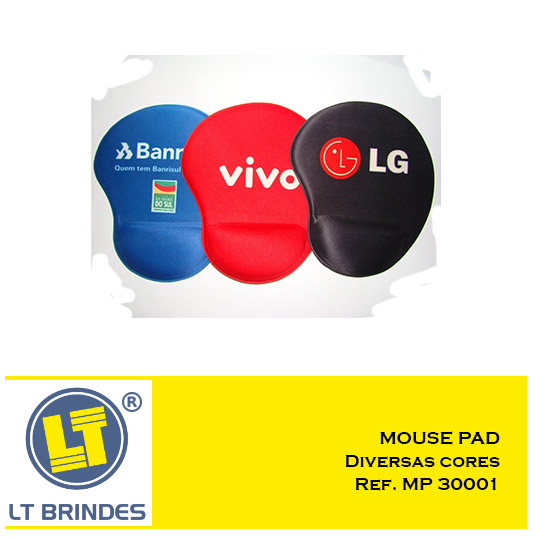 Banr
Quem tem Banrisul
DO SUL
vivo
LG
LT
®
LT BRINDES
MOUSE PAD
DIVERSAS CORES
REF. MP 30001